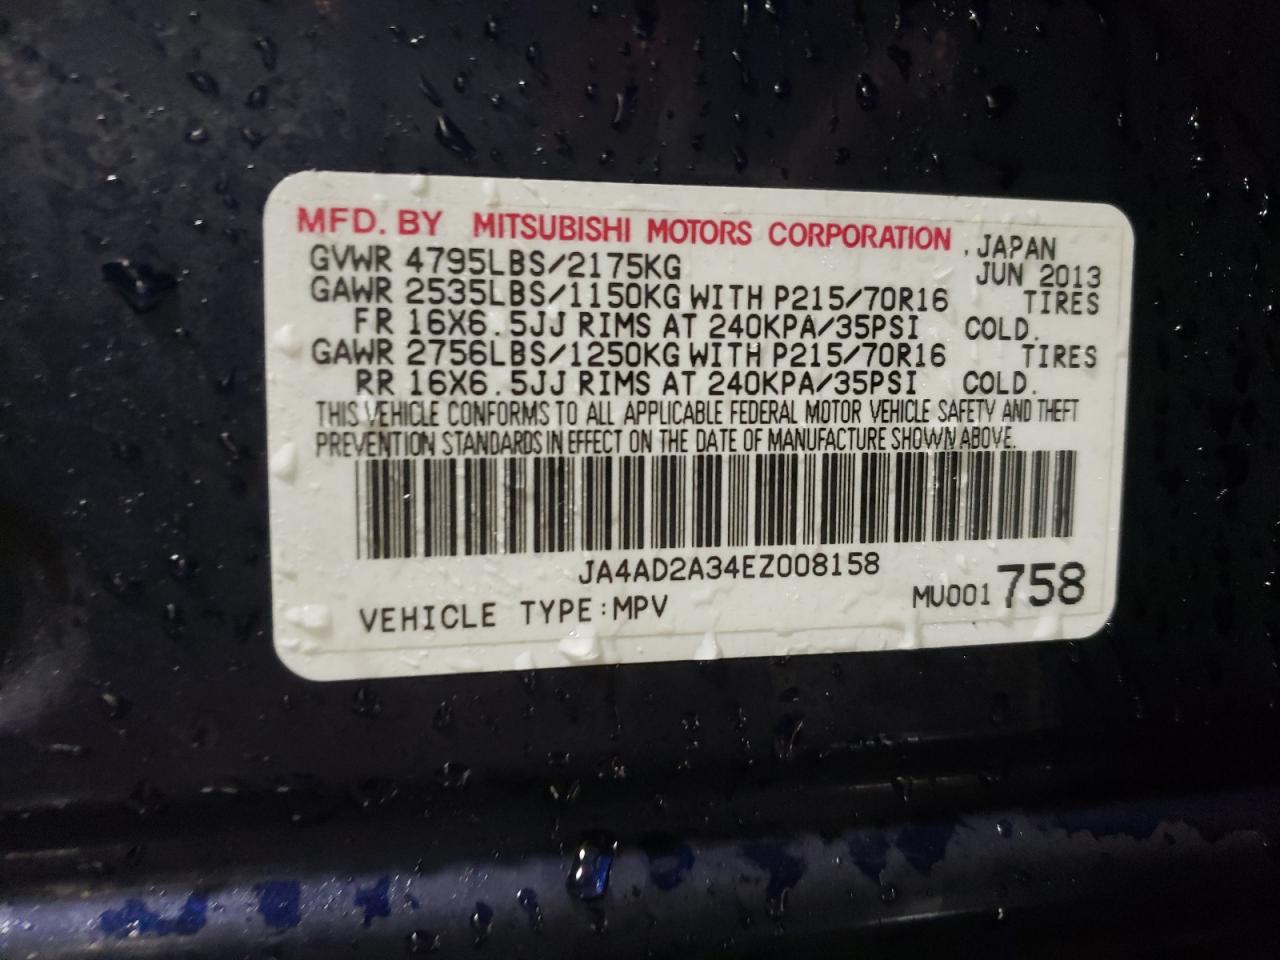 MFD. BY MITSUBISHI MOTORS CORPORATION , JAPAN
GVWR 4795LBS/2175KG JUN 2013
GAWR 2535LBS/1150KG WITH P215/70R16 TIRES
FR 16X6.5JJ RIMS AT 240KPA/35PSI COLD.
GAWR 2756LBS/1250KG WITH P215/70R16 TIRES
RR 16X6.5JJ RIMS AT 240KPA/35PSI COLD.
THIS VEHICLE CONFORMS TO ALL APPLICABLE FEDERAL MOTOR VEHICLE SAFETY AND THEFT
PREVENTION STANDARDS IN EFFECT ON THE DATE OF MANUFACTURE SHOWN ABOVE.
JA4AD2A34EZ008158
VEHICLE TYPE:MPV MU001 758